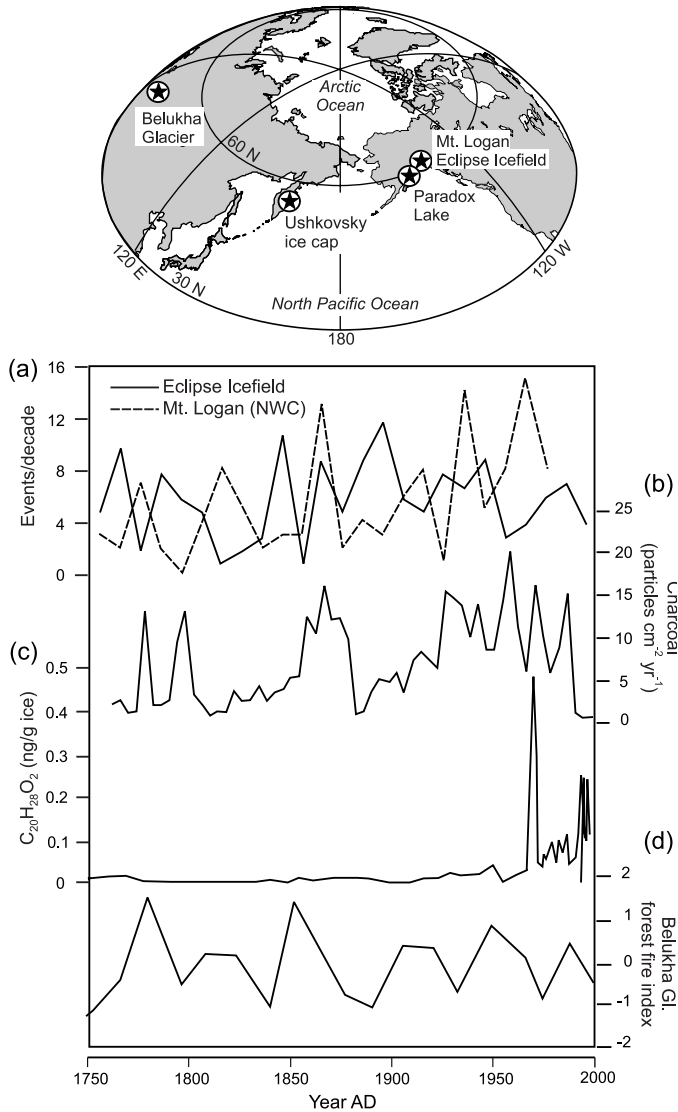 Arctic
Ocean
Belukha
Glacier
Mt. Logan
Eclipse Icefield
60 N
Paradox
Lake
Ushkovsky
ice cap
120 E
30 N
120 W
North Pacific Ocean
180
(a)
16
12
8
4
0
Events/decade
Eclipse Icefield
Mt. Logan (NWC)
(b)
25
20
15
10
5
0
Charcoal
(particles cm⁻² yr⁻¹)
(c)
0.5
0.4
0.3
0.2
0.1
0
C₂₀H₂₈O₂ (ng/g ice)
(d)
2
1
0
-1
-2
Belukha Gl.
forest fire index
1750 1800 1850 1900 1950 2000
Year AD